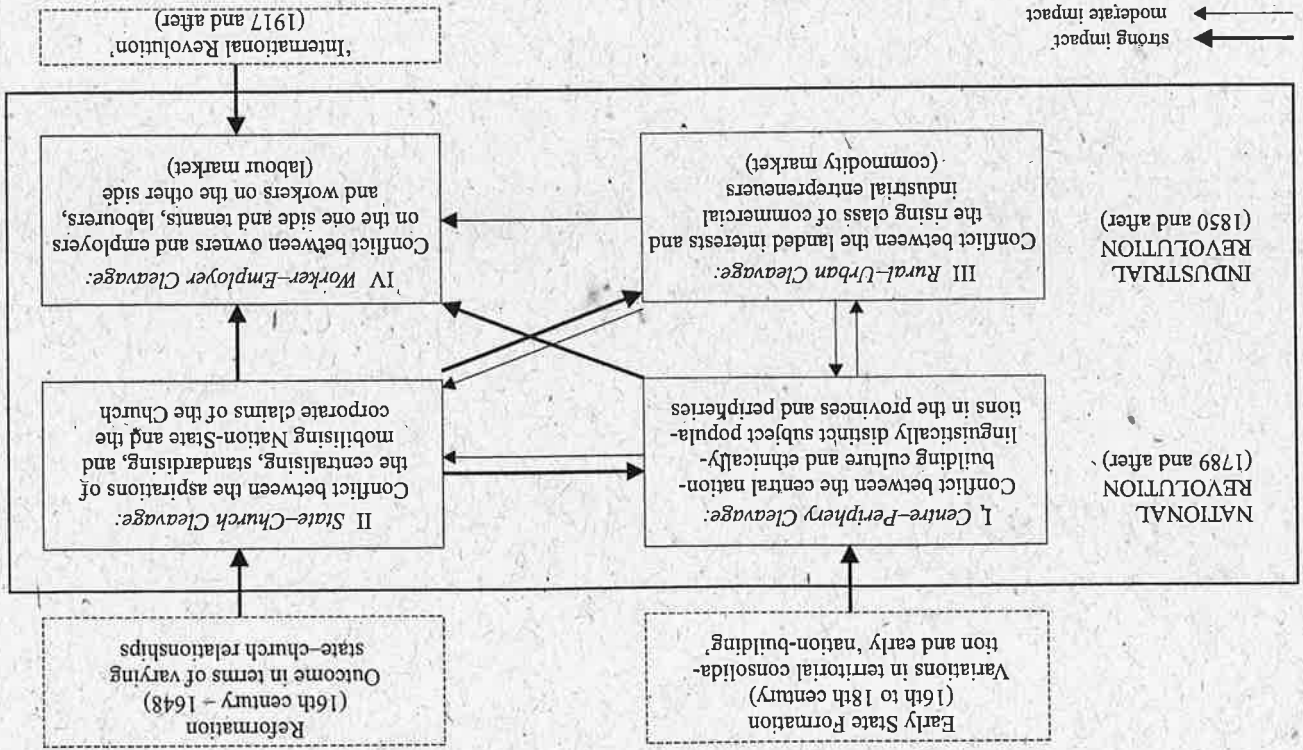 Early State Formation
(16th to 18th century)
Variations in territorial consolida-
tion and early ‘nation-building’
Reformation
(16th century – 1648)
Outcome in terms of varying
state–church relationships
NATIONAL
REVOLUTION
(1789 and after)
I Centre–Periphery Cleavage:
Conflict between the central nation-
building culture and ethnically-
linguistically distinct subject popula-
tions in the provinces and peripheries
II State–Church Cleavage:
Conflict between the aspirations of
the centralising, standardising, and
mobilising Nation-State and the
corporate claims of the Church
INDUSTRIAL
REVOLUTION
(1850 and after)
III Rural–Urban Cleavage:
Conflict between the landed interests and
the rising class of commercial
industrial entrepreneuers
(commodity market)
IV Worker–Employer Cleavage:
Conflict between owners and employers
on the one side and tenants, labourers,
and workers on the other side
(labour market)
strong impact
moderate impact
‘International Revolution’
(1917 and after)